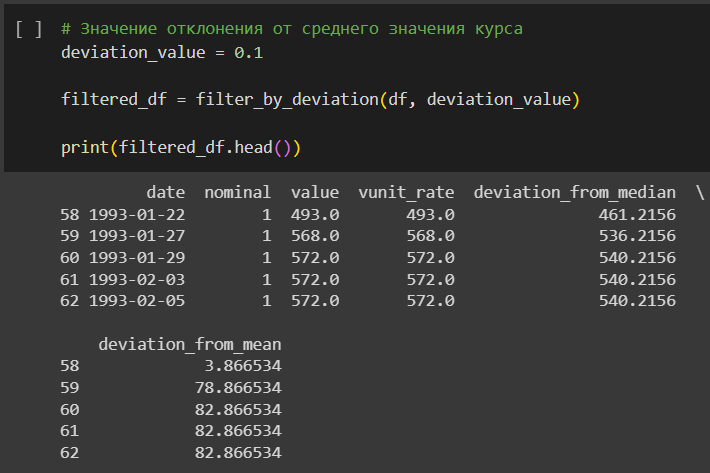 [ ] # Значение отклонения от среднего значения курса
deviation_value = 0.1
filtered_df = filter_by_deviation(df, deviation_value)
print(filtered_df.head())
date nominal value vunit_rate deviation_from_median \
58 1993-01-22 1 493.0 493.0 461.2156
59 1993-01-27 1 568.0 568.0 536.2156
60 1993-01-29 1 572.0 572.0 540.2156
61 1993-02-03 1 572.0 572.0 540.2156
62 1993-02-05 1 572.0 572.0 540.2156
deviation_from_mean
58 3.866534
59 78.866534
60 82.866534
61 82.866534
62 82.866534